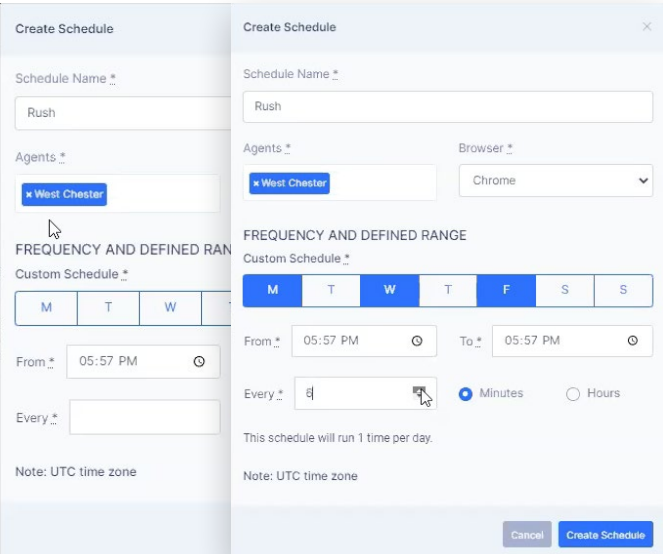 Create Schedule
Schedule Name *
Rush
Agents *
× West Chester
FREQUENCY AND DEFINED RAN
Custom Schedule *
M T W
From * 05:57 PM
Every *
Note: UTC time zone
Create Schedule ×
Schedule Name *
Rush
Agents * Browser *
× West Chester Chrome
FREQUENCY AND DEFINED RANGE
Custom Schedule *
M T W T F S S
From * 05:57 PM To * 05:57 PM
Every * 6 Minutes Hours
This schedule will run 1 time per day.
Note: UTC time zone
Cancel Create Schedule